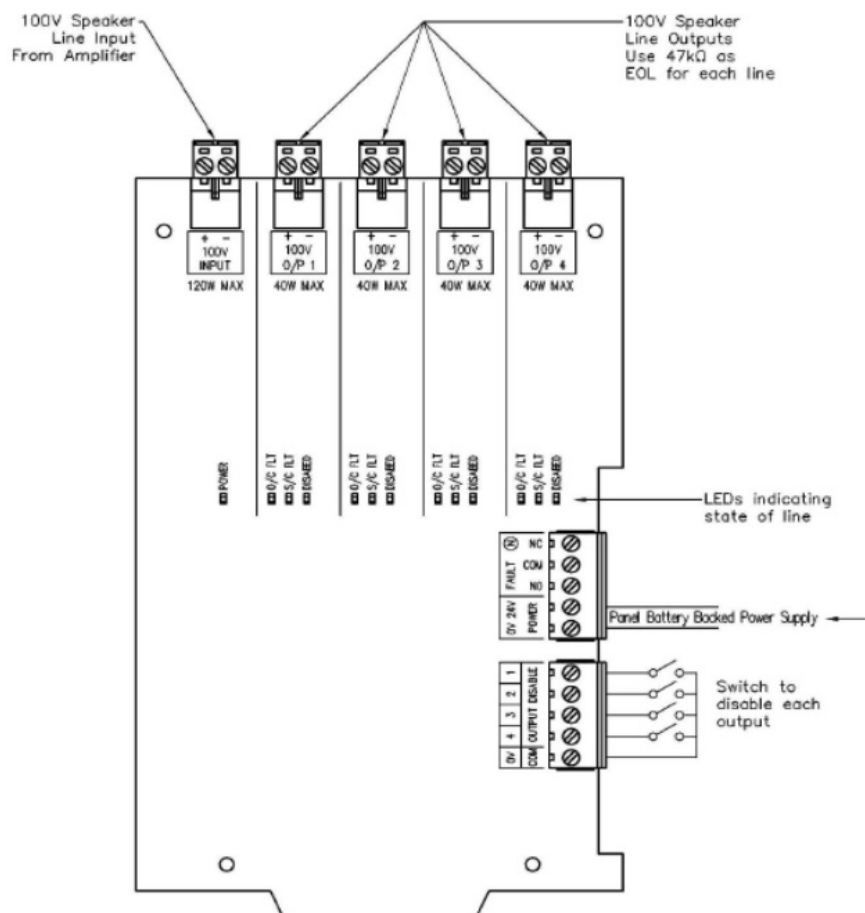 100V Speaker
Line Input
From Amplifier
100V Speaker
Line Outputs
Use 47kΩ as
EOL for each line
+ -
100V
INPUT
120W MAX
+ -
100V
O/P 1
40W MAX
+ -
100V
O/P 2
40W MAX
+ -
100V
O/P 3
40W MAX
+ -
100V
O/P 4
40W MAX
POWER
O/C FLT
S/C FLT
DISABED
O/C FLT
S/C FLT
DISABED
O/C FLT
S/C FLT
DISABED
O/C FLT
S/C FLT
DISABED
LEDs indicating
state of line
FAULT
N
NC
COM
NO
0V 24V
POWER
Panel Battery Backed Power Supply
1
2
3
4
0V
COM OUTPUT DISABLE
Switch to
disable each
output